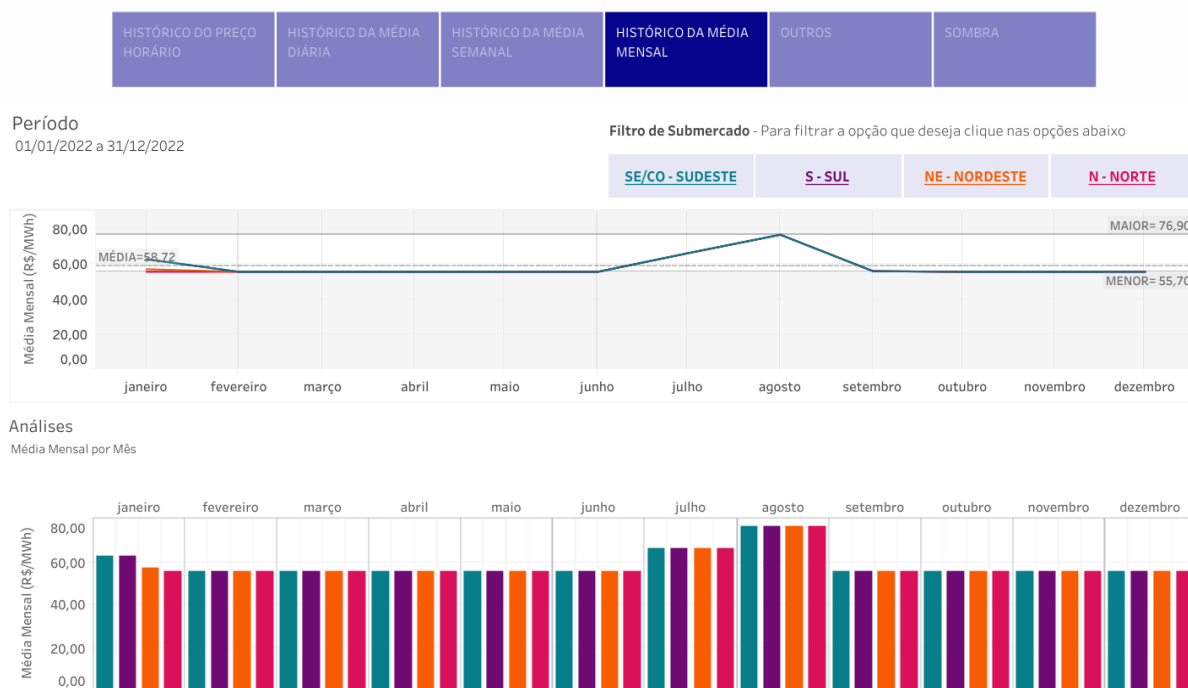 HISTÓRICO DO PREÇO HORÁRIO
HISTÓRICO DA MÉDIA DIÁRIA
HISTÓRICO DA MÉDIA SEMANAL
HISTÓRICO DA MÉDIA MENSAL
OUTROS
SOMBRA
Período
01/01/2022 a 31/12/2022
Filtro de Submercado - Para filtrar a opção que deseja clique nas opções abaixo
SE/CO - SUDESTE
S - SUL
NE - NORDESTE
N - NORTE
Média Mensal (R$/MWh)
80,00
60,00
40,00
20,00
0,00
MÉDIA=58,72
MAIOR= 76,90
MENOR= 55,70
janeiro fevereiro março abril maio junho julho agosto setembro outubro novembro dezembro
Análises
Média Mensal por Mês
janeiro fevereiro março abril maio junho julho agosto setembro outubro novembro dezembro
Média Mensal (R$/MWh)
80,00
60,00
40,00
20,00
0,00